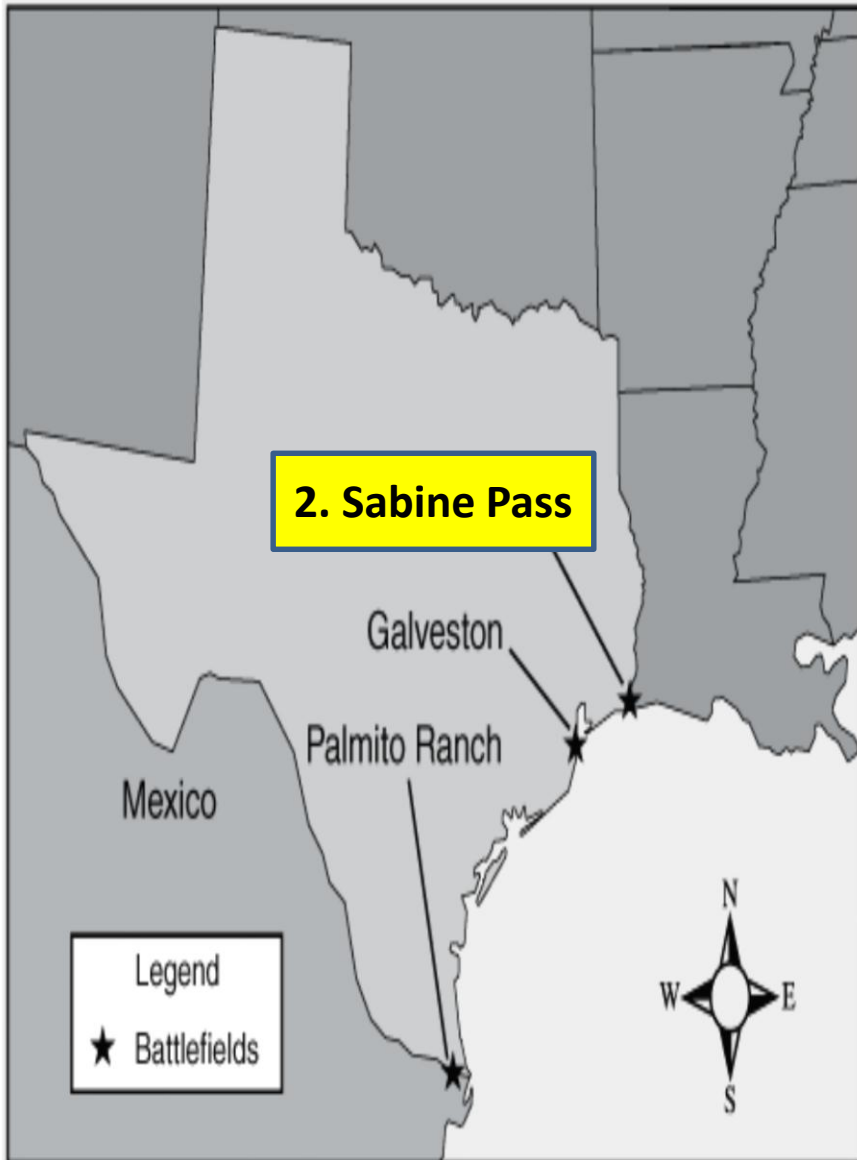 2. Sabine Pass
Galveston
Palmito Ranch
Mexico
N
W E
S
Legend
Battlefields